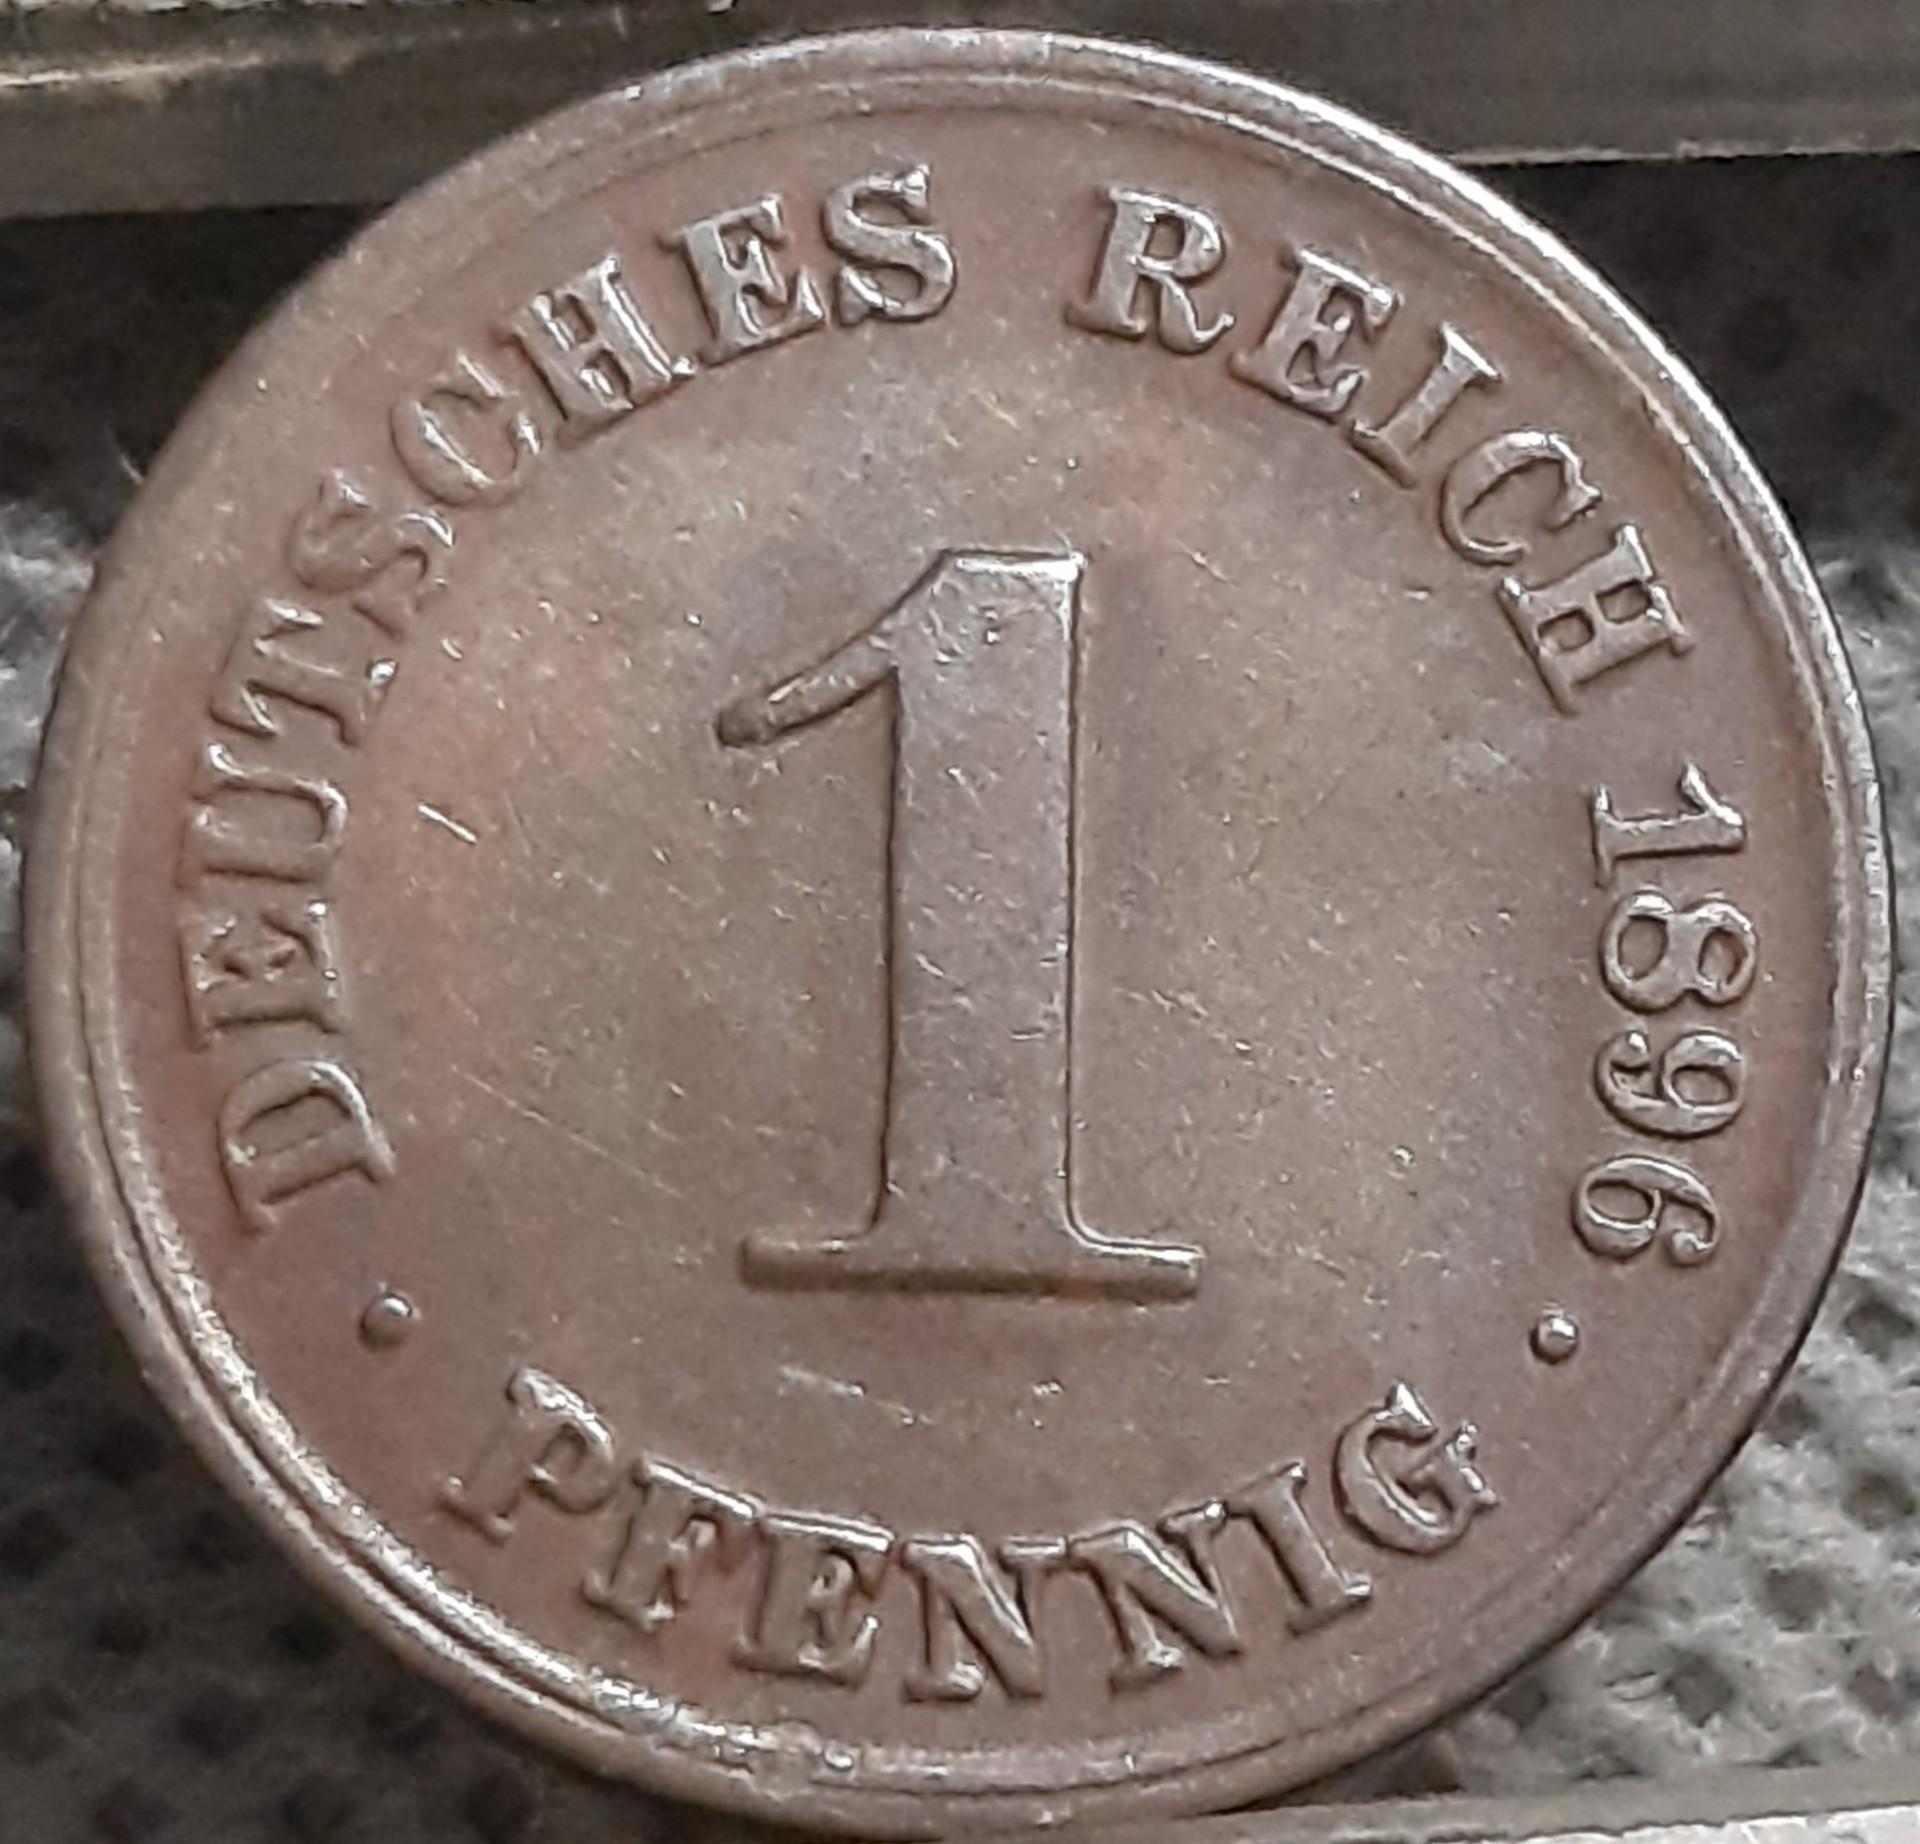 DEUTSCHES REICH 1896
1
· PFENNIG ·